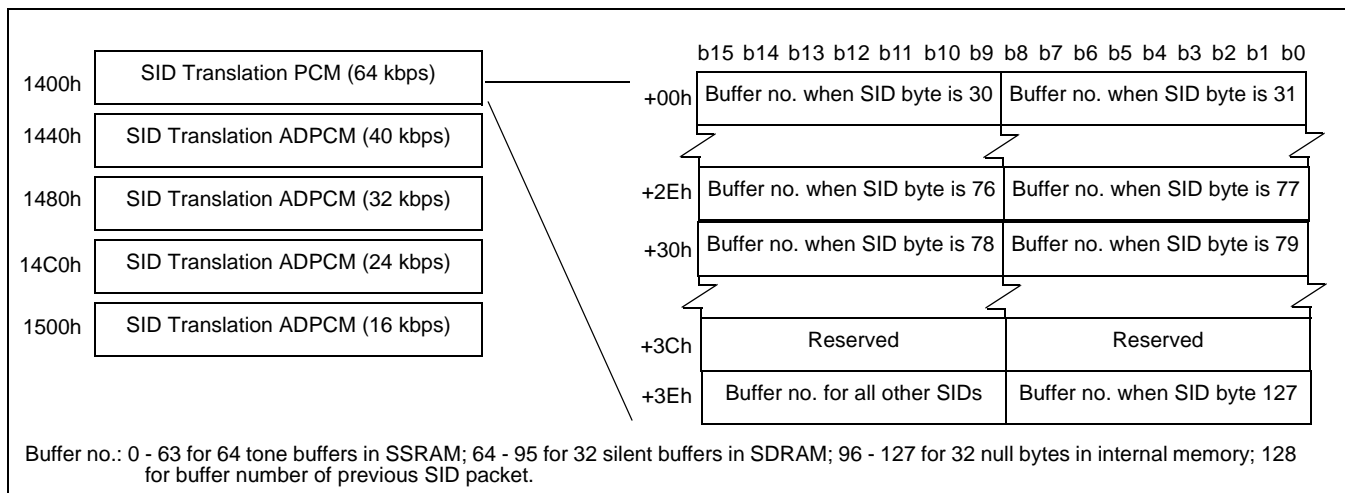 b15 b14 b13 b12 b11 b10 b9 b8 b7 b6 b5 b4 b3 b2 b1 b0
1400h SID Translation PCM (64 kbps)
1440h SID Translation ADPCM (40 kbps)
1480h SID Translation ADPCM (32 kbps)
14C0h SID Translation ADPCM (24 kbps)
1500h SID Translation ADPCM (16 kbps)
+00h Buffer no. when SID byte is 30 Buffer no. when SID byte is 31
+2Eh Buffer no. when SID byte is 76 Buffer no. when SID byte is 77
+30h Buffer no. when SID byte is 78 Buffer no. when SID byte is 79
+3Ch Reserved Reserved
+3Eh Buffer no. for all other SIDs Buffer no. when SID byte 127
Buffer no.: 0 - 63 for 64 tone buffers in SSRAM; 64 - 95 for 32 silent buffers in SDRAM; 96 - 127 for 32 null bytes in internal memory; 128
for buffer number of previous SID packet.